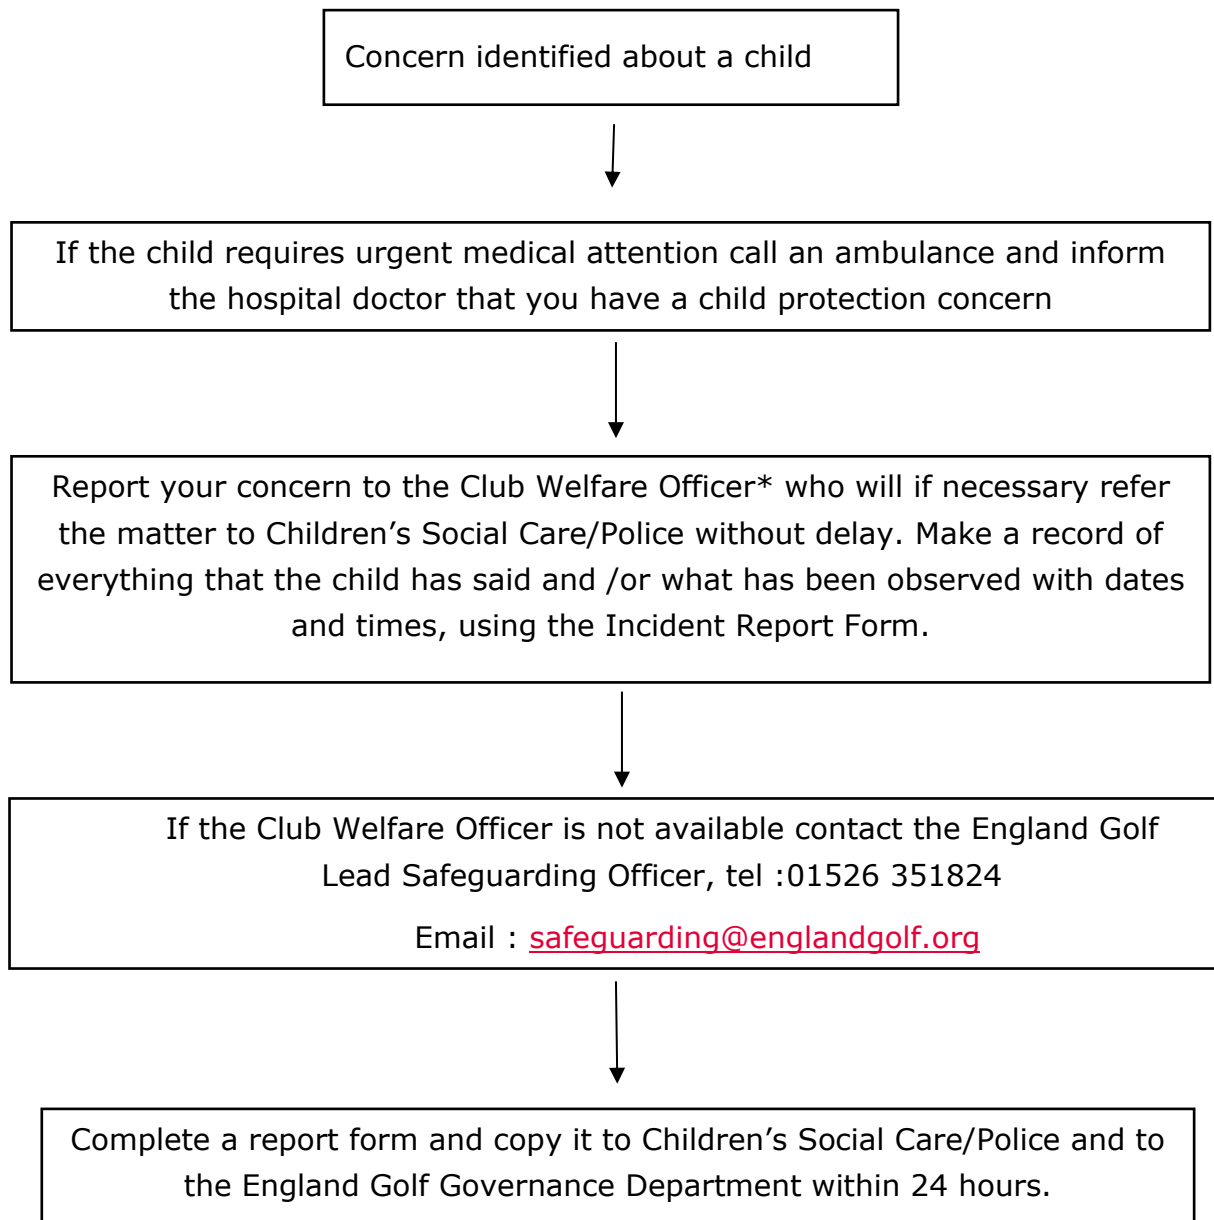 Concern identified about a child
If the child requires urgent medical attention call an ambulance and inform
the hospital doctor that you have a child protection concern
Report your concern to the Club Welfare Officer* who will if necessary refer
the matter to Children’s Social Care/Police without delay. Make a record of
everything that the child has said and /or what has been observed with dates
and times, using the Incident Report Form.
If the Club Welfare Officer is not available contact the England Golf
Lead Safeguarding Officer, tel :01526 351824
Email : safeguarding@englandgolf.org
Complete a report form and copy it to Children’s Social Care/Police and to
the England Golf Governance Department within 24 hours.